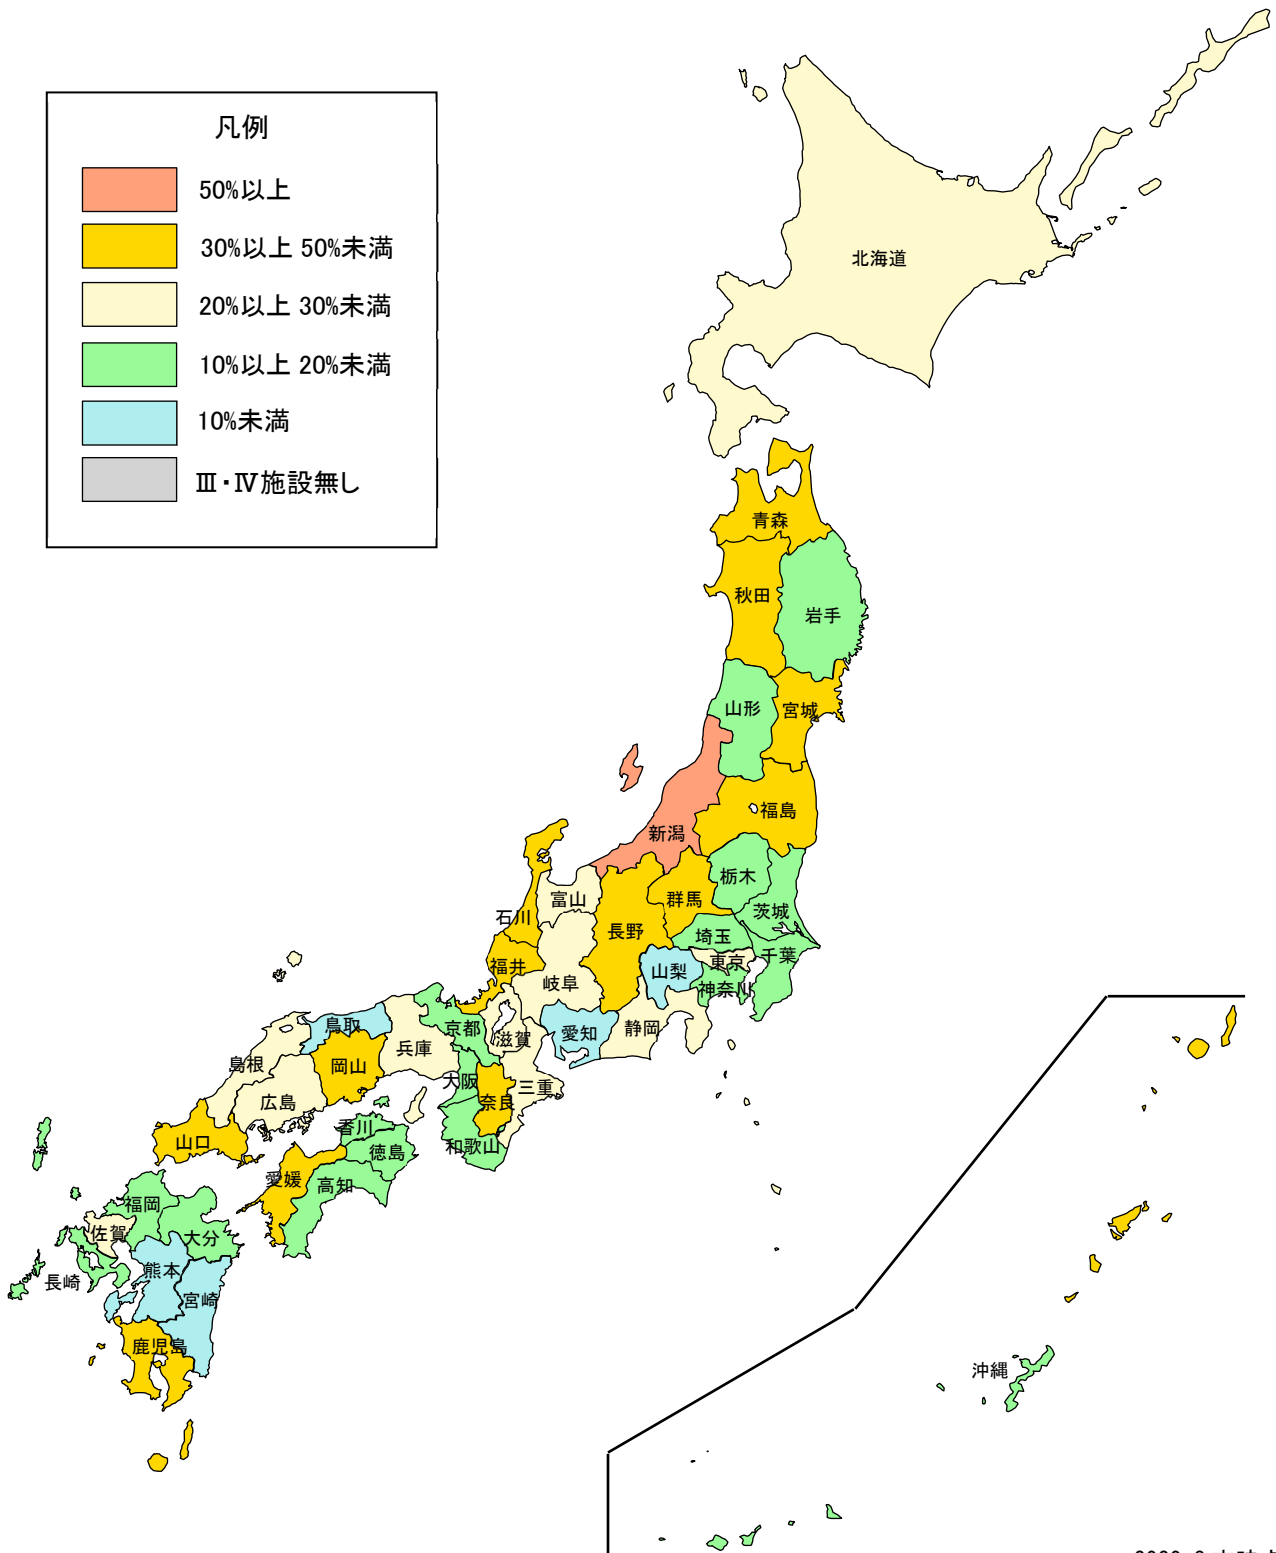 凡例
50%以上
30%以上 50%未満
20%以上 30%未満
10%以上 20%未満
10%未満
Ⅲ・Ⅳ施設無し
北海道
青森
秋田
岩手
山形
宮城
福島
新潟
栃木
群馬
富山
石川
茨城
長野
埼玉
千葉
東京
福井
山梨
岐阜
神奈川
鳥取
京都
滋賀
愛知
静岡
兵庫
島根
岡山
大阪
三重
広島
奈良
香川
山口
和歌山
徳島
愛媛
高知
福岡
佐賀
大分
熊本
長崎
宮崎
鹿児島
沖縄